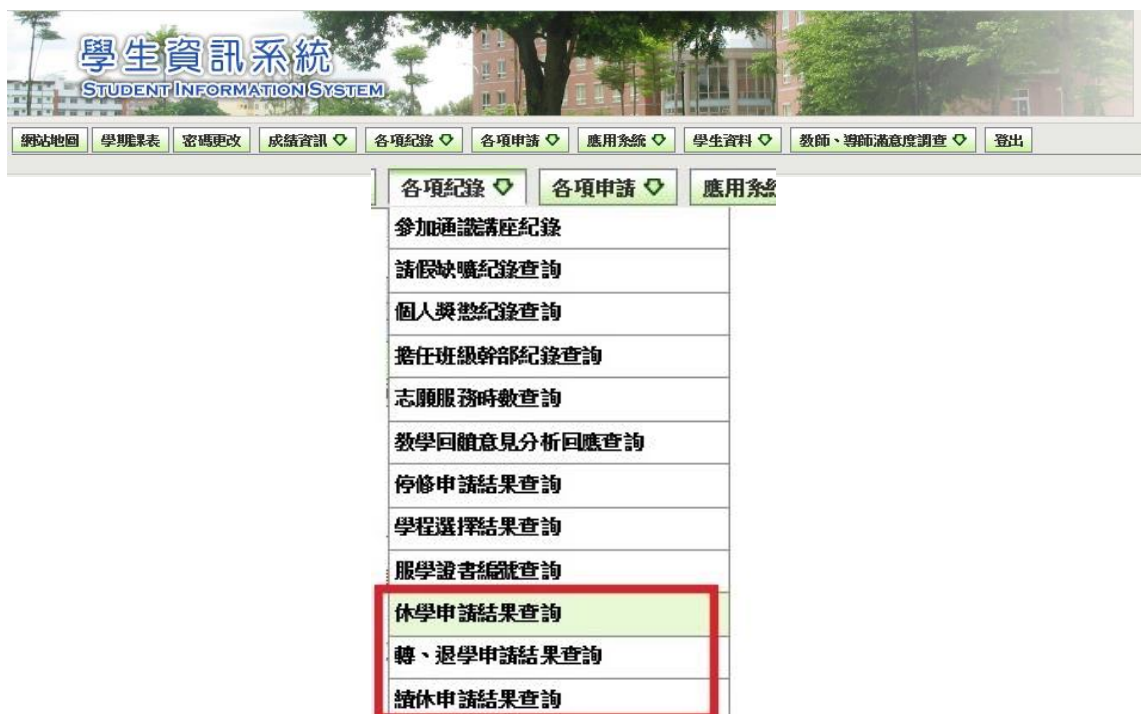 學生資訊系統
STUDENT INFORMATION SYSTEM
網站地圖 學期課表 密碼更改 成績資訊 各項紀錄 各項申請 應用系統 學生資料 教師、導師滿意度調查 登出
各項紀錄 各項申請 應用系統
參加通識講座紀錄
請假缺曠紀錄查詢
個人獎懲紀錄查詢
擔任班級幹部紀錄查詢
志願服務時數查詢
教學回饋意見分析回應查詢
停修申請結果查詢
學程選擇結果查詢
服學證書編號查詢
休學申請結果查詢
轉、退學申請結果查詢
續休申請結果查詢